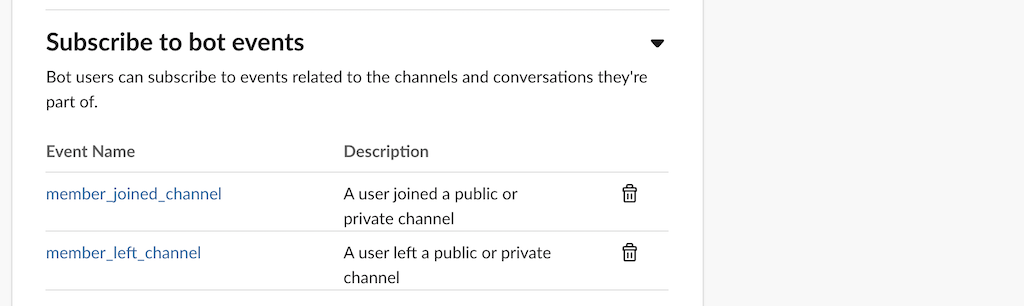 Subscribe to bot events
Bot users can subscribe to events related to the channels and conversations they're
part of.
Event Name Description
member_joined_channel A user joined a public or
private channel
member_left_channel A user left a public or private
channel